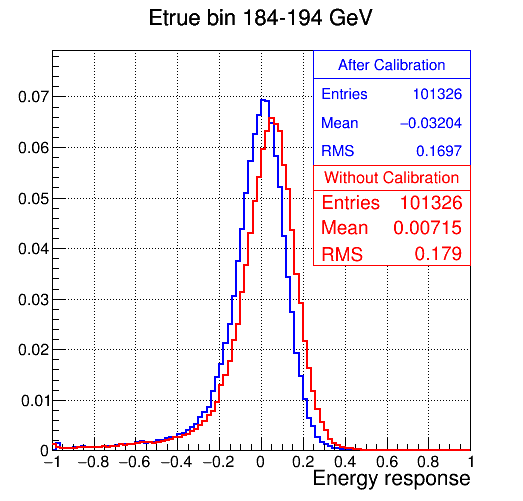 Etrue bin 184-194 GeV
After Calibration
Entries 101326
Mean −0.03204
RMS 0.1697
Without Calibration
Entries 101326
Mean 0.00715
RMS 0.179
0.07
0.06
0.05
0.04
0.03
0.02
0.01
0
−1 −0.8 −0.6 −0.4 −0.2 0 0.2 0.4 0.6 0.8 1
Energy response